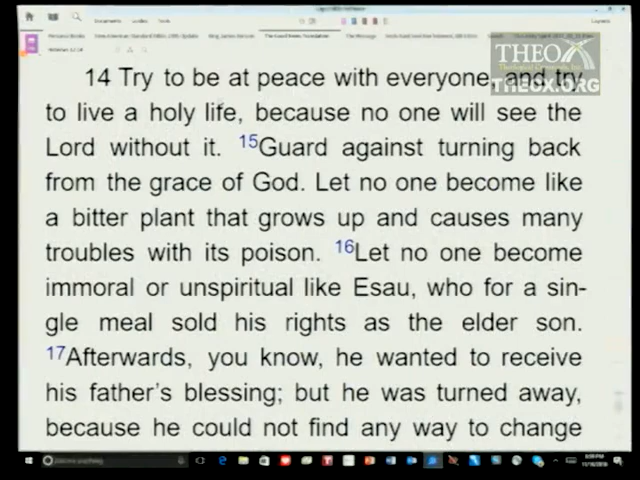 Documents Guides Tools
Layouts
THEOX
THEOX.ORG
14 Try to be at peace with everyone, and try
to live a holy life, because no one will see the
Lord without it. 15Guard against turning back
from the grace of God. Let no one become like
a bitter plant that grows up and causes many
troubles with its poison. 16Let no one become
immoral or unspiritual like Esau, who for a sin-
gle meal sold his rights as the elder son.
17Afterwards, you know, he wanted to receive
his father's blessing; but he was turned away,
because he could not find any way to change